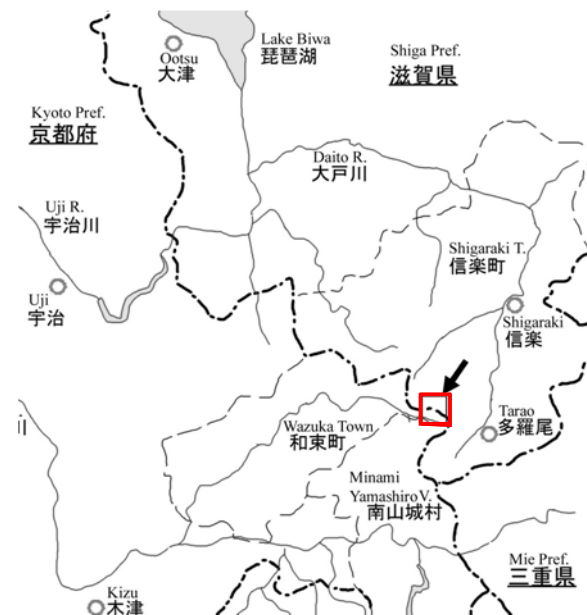 Lake Biwa
琵琶湖
Ootsu
大津
Shiga Pref.
滋賀県
Kyoto Pref.
京都府
Daito R.
大戸川
Uji R.
宇治川
Shigaraki T.
信楽町
Uji
宇治
Shigaraki
信楽
Tarao
多羅尾
Wazuka Town
和束町
Minami
Yamashiro V.
南山城村
Mie Pref.
三重県
Kizu
木津